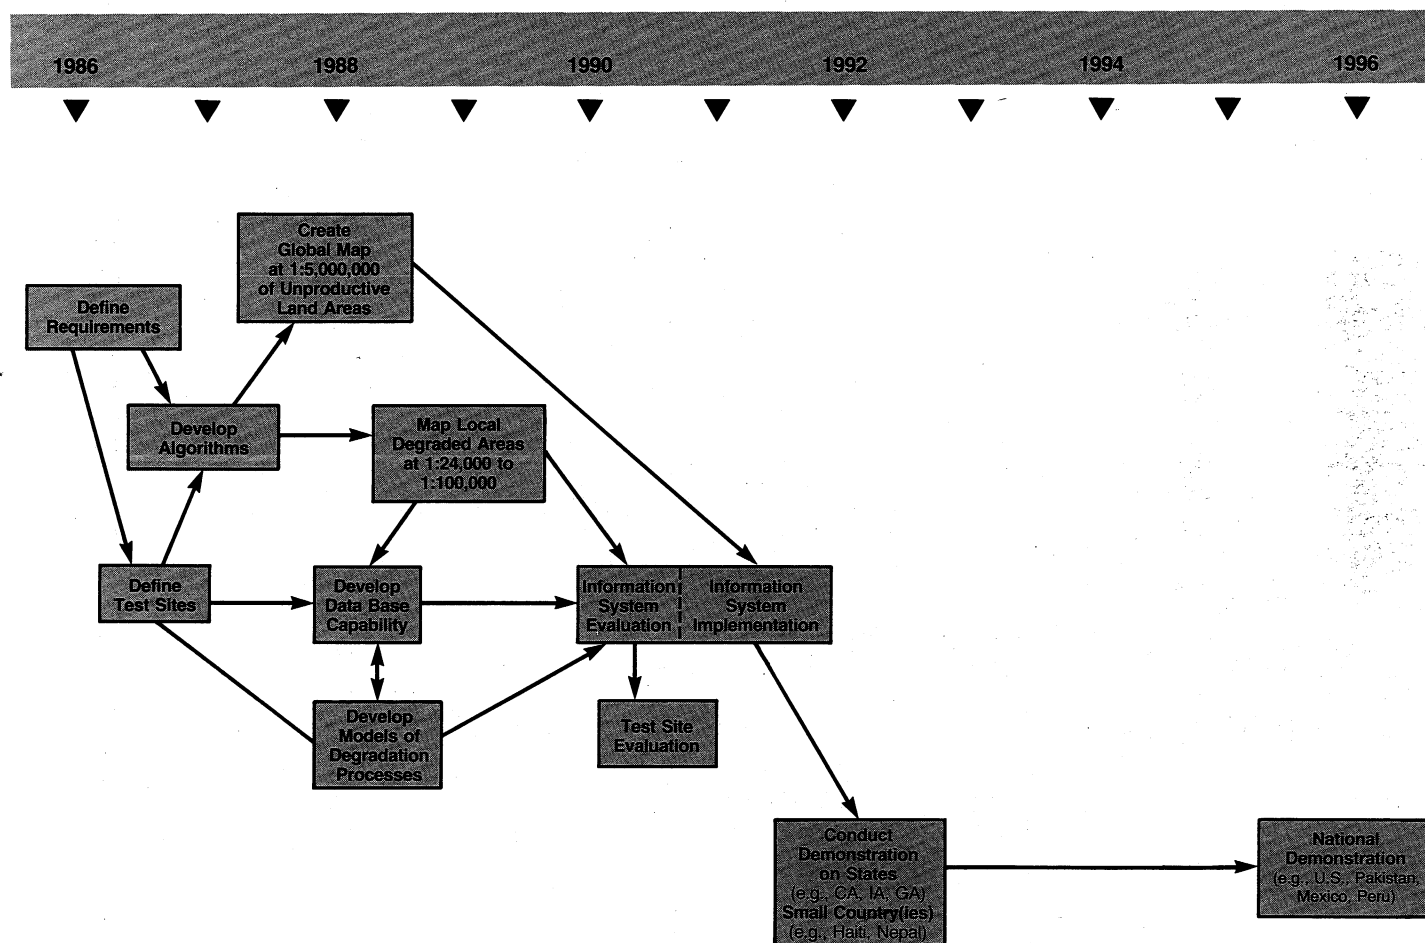 1986 1988 1990 1992 1994 1996
Create
Global Map
at 1:5,000,000
of Unproductive
Land Areas
Define
Requirements
Develop
Algorithms
Map Local
Degraded Areas
at 1:24,000 to
1:100,000
Define
Test Sites
Develop
Data Base
Capability
Information
System
Evaluation
Information
System
Implementation
Develop
Models of
Degradation
Processes
Test Site
Evaluation
Conduct
Demonstration
on States
(e.g., CA, IA, GA)
Small Country(ies)
(e.g., Haiti, Nepal)
National
Demonstration
(e.g., U.S., Pakistan,
Mexico, Peru)